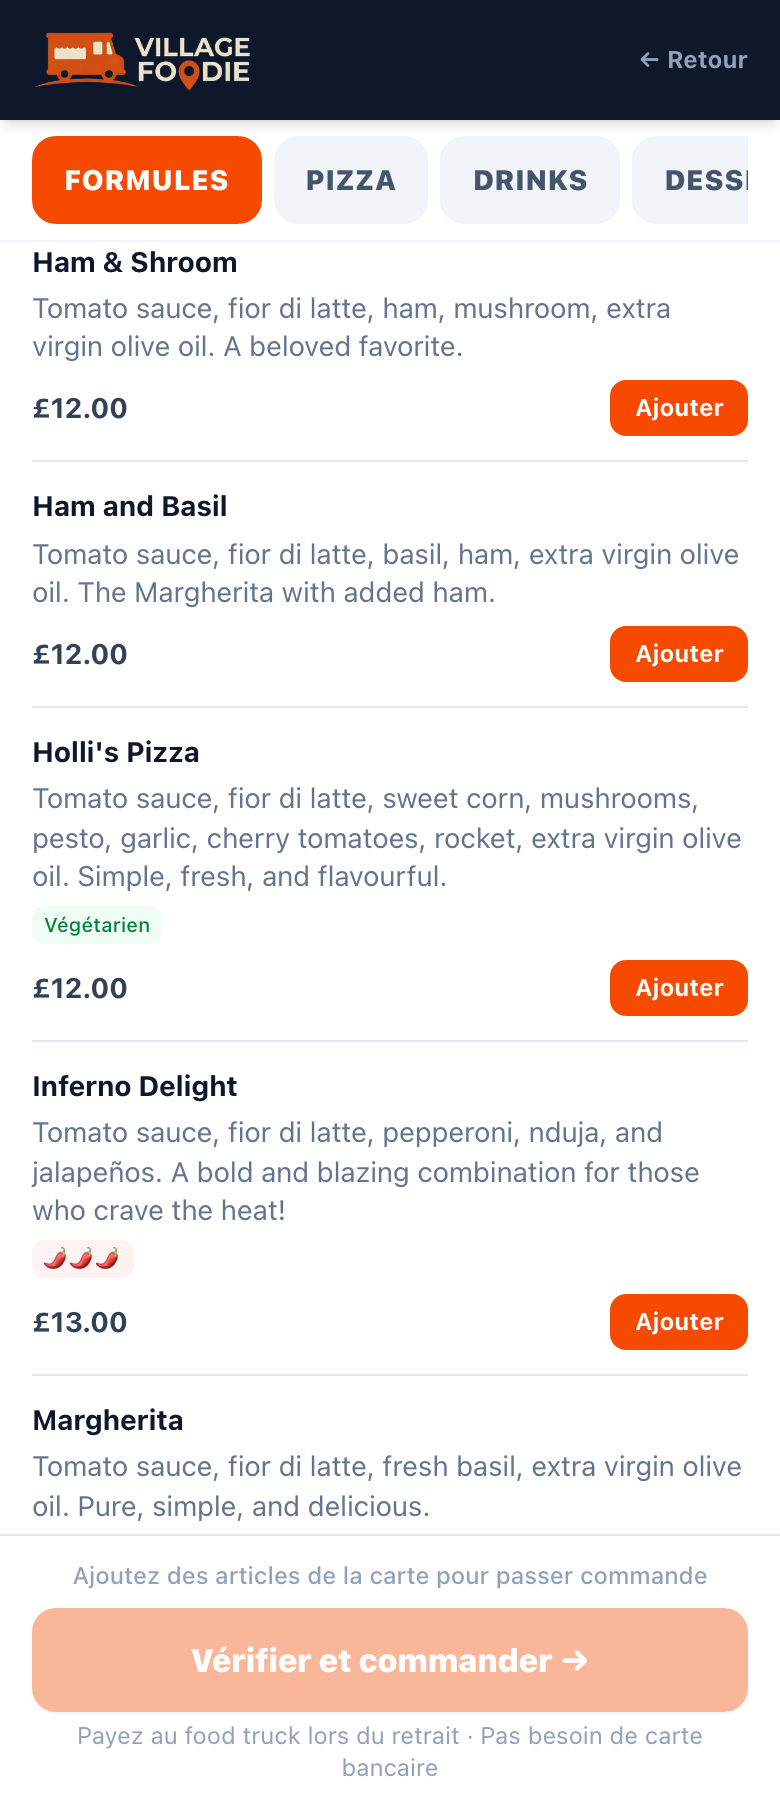 VILLAGE
FOODIE
← Retour
FORMULES
PIZZA
DRINKS
DESSI
Ham & Shroom
Tomato sauce, fior di latte, ham, mushroom, extra
virgin olive oil. A beloved favorite.
£12.00
Ajouter
Ham and Basil
Tomato sauce, fior di latte, basil, ham, extra virgin olive
oil. The Margherita with added ham.
£12.00
Ajouter
Holli's Pizza
Tomato sauce, fior di latte, sweet corn, mushrooms,
pesto, garlic, cherry tomatoes, rocket, extra virgin olive
oil. Simple, fresh, and flavourful.
Végétarien
£12.00
Ajouter
Inferno Delight
Tomato sauce, fior di latte, pepperoni, nduja, and
jalapeños. A bold and blazing combination for those
who crave the heat!
🌶️🌶️🌶️
£13.00
Ajouter
Margherita
Tomato sauce, fior di latte, fresh basil, extra virgin olive
oil. Pure, simple, and delicious.
Ajoutez des articles de la carte pour passer commande
Vérifier et commander →
Payez au food truck lors du retrait · Pas besoin de carte
bancaire